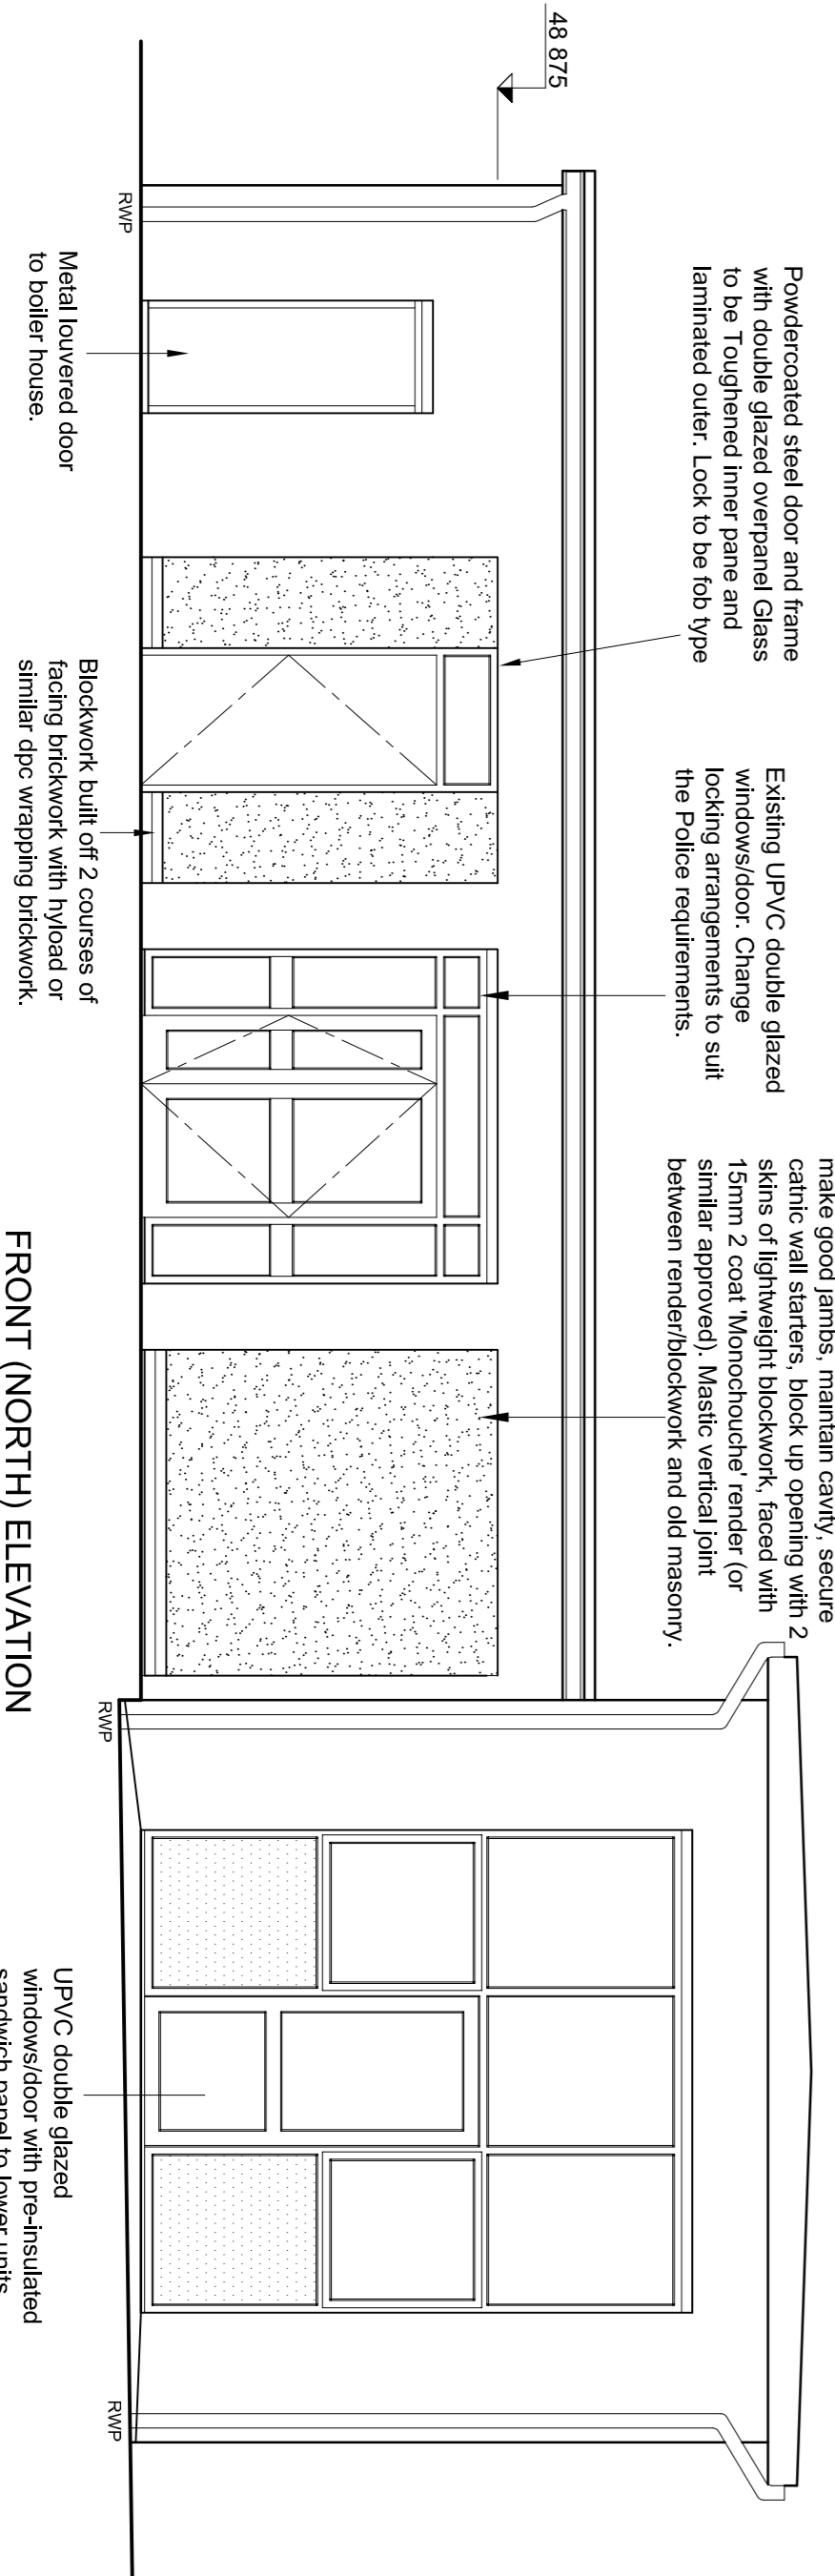 48 875
Powdercoated steel door and frame
with double glazed overpanel Glass
to be Toughened inner pane and
laminated outer. Lock to be fob type
Existing UPVC double glazed
windows/door. Change
locking arrangements to suit
the Police requirements.
make good jambs, maintain cavity, secure
catnic wall starters, block up opening with 2
skins of lightweight blockwork, faced with
15mm 2 coat 'Monochouche' render (or
similar approved). Mastic vertical joint
between render/blockwork and old masonry.
RWP
Metal louvered door
to boiler house.
Blockwork built off 2 courses of
facing brickwork with hyload or
similar dpc wrapping brickwork.
RWP
UPVC double glazed
windows/door with pre-insulated
sandwich panel to lower units
RWP
FRONT (NORTH) ELEVATION